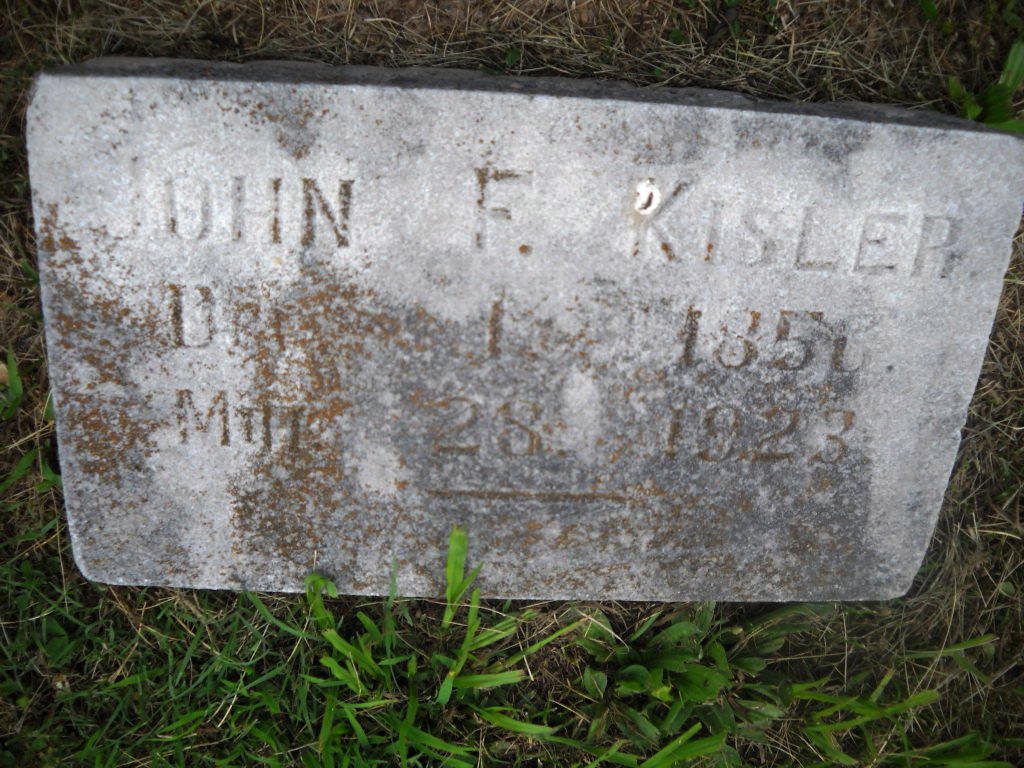 JOHN F. KISLER
1
28 1923